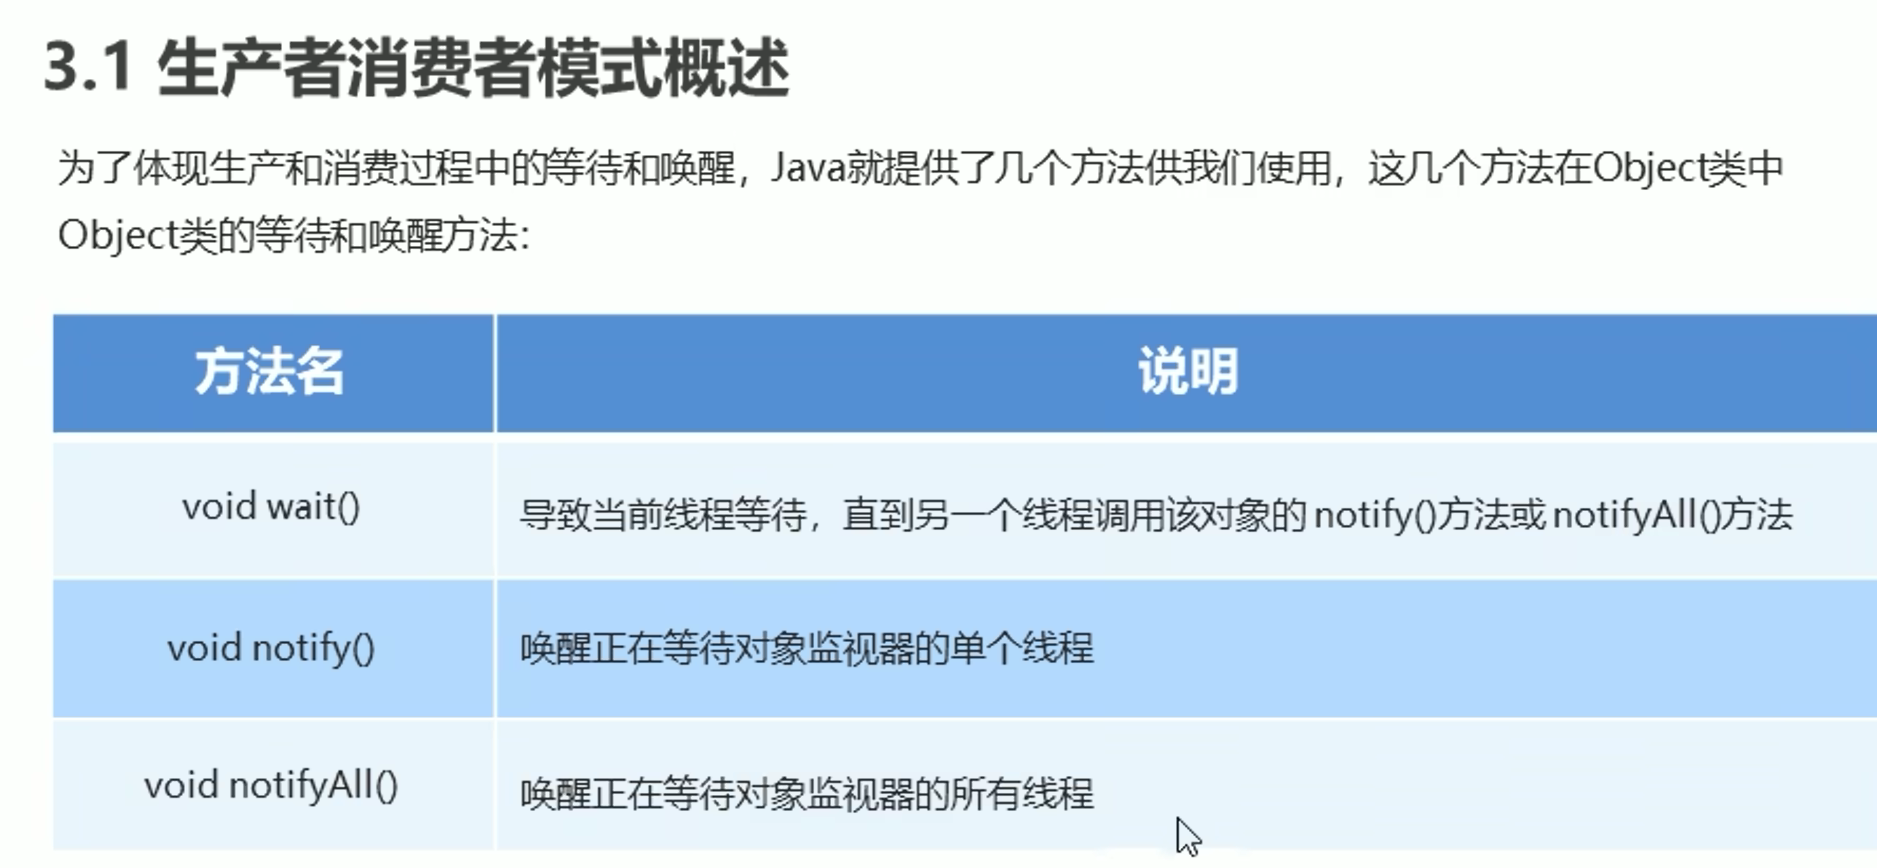 3.1 生产者消费者模式概述
为了体现生产和消费过程中的等待和唤醒，Java就提供了几个方法供我们使用，这几个方法在Object类中
Object类的等待和唤醒方法：
方法名 说明
void wait() 导致当前线程等待，直到另一个线程调用该对象的 notify()方法或 notifyAll()方法
void notify() 唤醒正在等待对象监视器的单个线程
void notifyAll() 唤醒正在等待对象监视器的所有线程